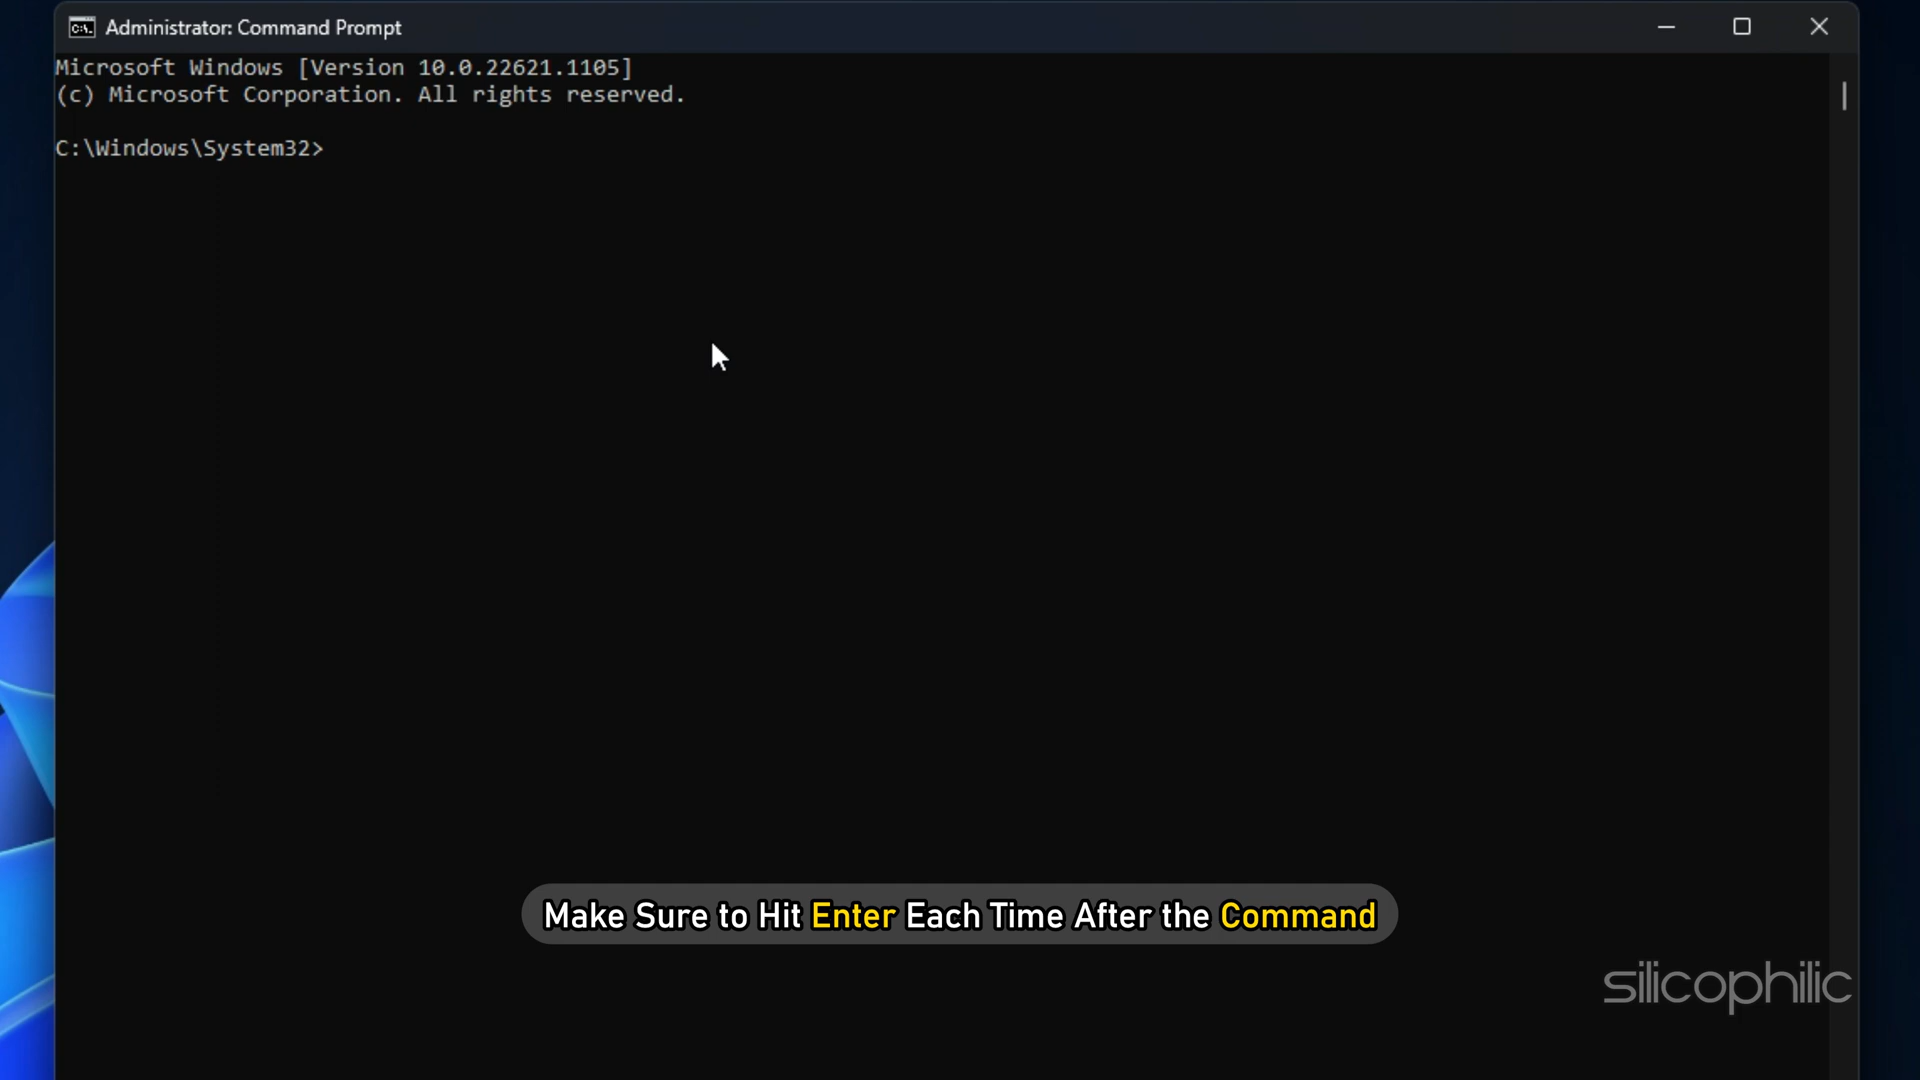 Administrator: Command Prompt
Microsoft Windows [Version 10.0.22621.1105]
(c) Microsoft Corporation. All rights reserved.
C:\Windows\System32>
Make Sure to Hit Enter Each Time After the Command
silicophilic